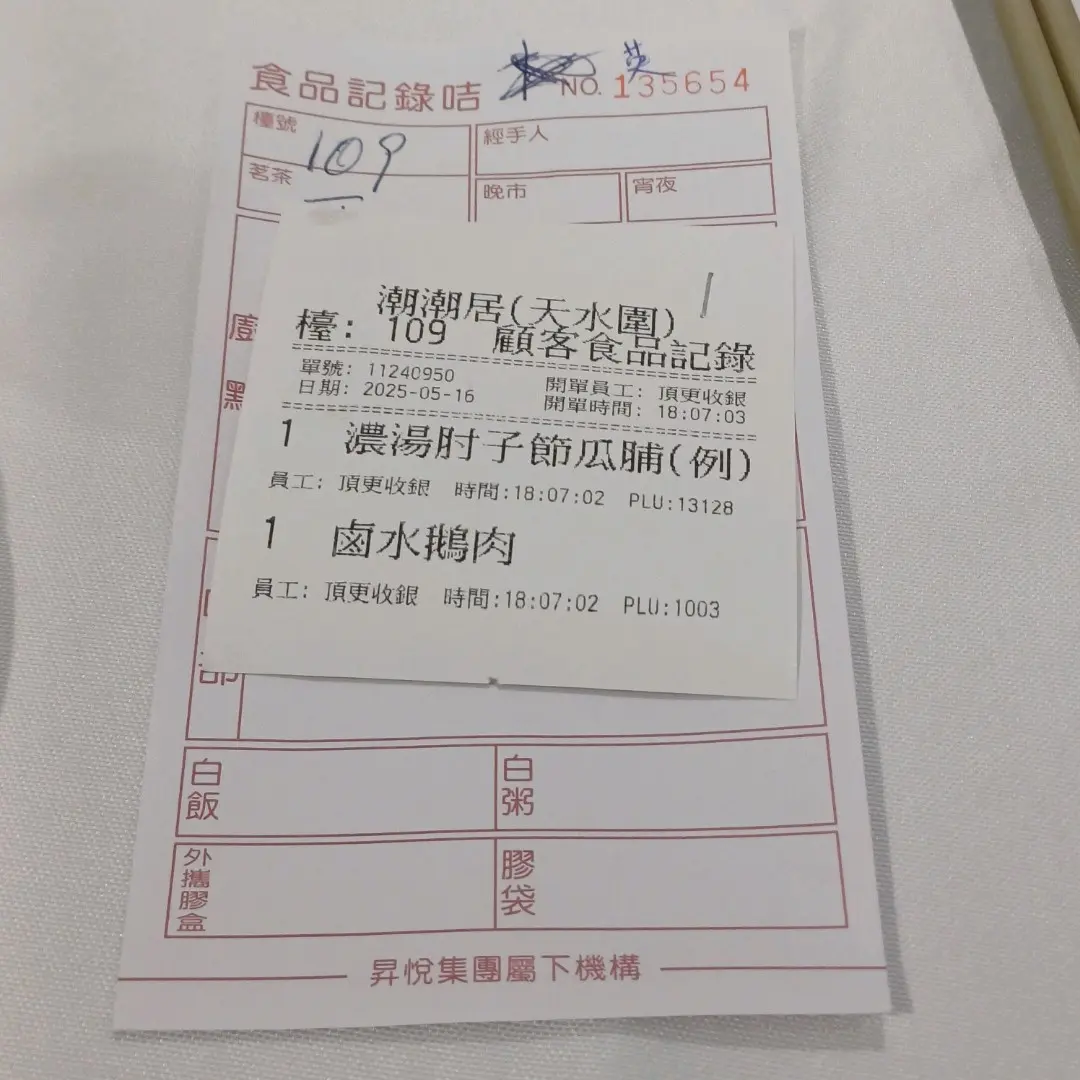 食品記錄咭 英 NO. 135654
檯號 109 經手人
茗茶 晚市 宵夜
廚
點
潮潮居(天水圍)
檯: 109 顧客食品記錄
單號: 11240950 開單員工: 頂更收銀
日期: 2025-05-16 開單時間: 18:07:03
1 濃湯肘子節瓜脯(例)
員工: 頂更收銀 時間:18:07:02 PLU:13128
1 鹵水鵝肉
員工: 頂更收銀 時間:18:07:02 PLU:1003
部
白飯 白粥
外攜膠盒 膠袋
昇悅集團屬下機構